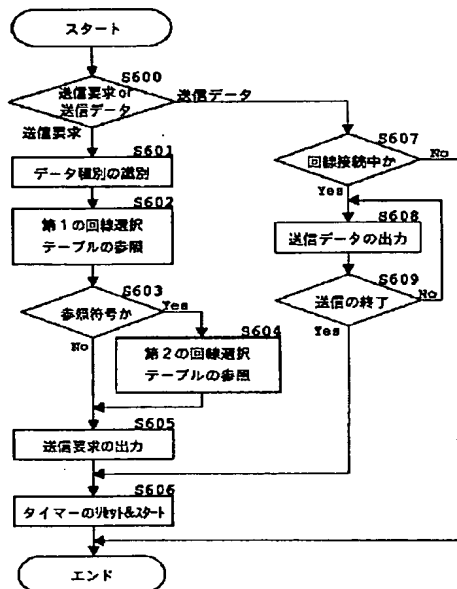 スタート
S600
送信要求or
送信データ
送信データ
送信要求
S601
データ種別の識別
S602
第1の回線選択
テーブルの参照
S603
参照符号か
Yes
No
S604
第2の回線選択
テーブルの参照
S605
送信要求の出力
S606
タイマーのリセット&スタート
エンド
S607
回線接続中か
No
Yes
S608
送信データの出力
S609
送信の終了
No
Yes